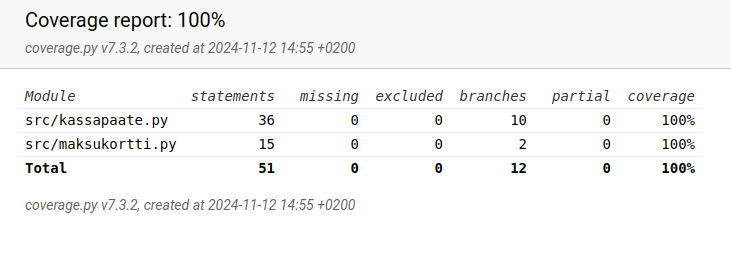 Coverage report: 100%
coverage.py v7.3.2, created at 2024-11-12 14:55 +0200
Module statements missing excluded branches partial coverage
src/kassapaate.py 36 0 0 10 0 100%
src/maksukortti.py 15 0 0 2 0 100%
Total 51 0 0 12 0 100%
coverage.py v7.3.2, created at 2024-11-12 14:55 +0200